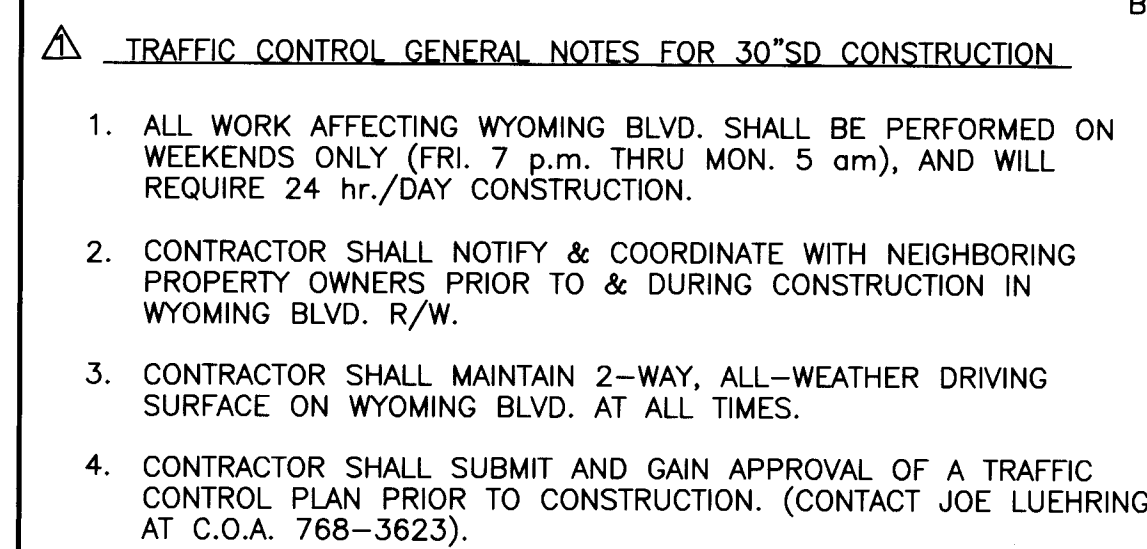 B
1 TRAFFIC CONTROL GENERAL NOTES FOR 30"SD CONSTRUCTION
1. ALL WORK AFFECTING WYOMING BLVD. SHALL BE PERFORMED ON
WEEKENDS ONLY (FRI. 7 p.m. THRU MON. 5 am), AND WILL
REQUIRE 24 hr./DAY CONSTRUCTION.
2. CONTRACTOR SHALL NOTIFY & COORDINATE WITH NEIGHBORING
PROPERTY OWNERS PRIOR TO & DURING CONSTRUCTION IN
WYOMING BLVD. R/W.
3. CONTRACTOR SHALL MAINTAIN 2-WAY, ALL-WEATHER DRIVING
SURFACE ON WYOMING BLVD. AT ALL TIMES.
4. CONTRACTOR SHALL SUBMIT AND GAIN APPROVAL OF A TRAFFIC
CONTROL PLAN PRIOR TO CONSTRUCTION. (CONTACT JOE LUEHRING
AT C.O.A. 768-3623).